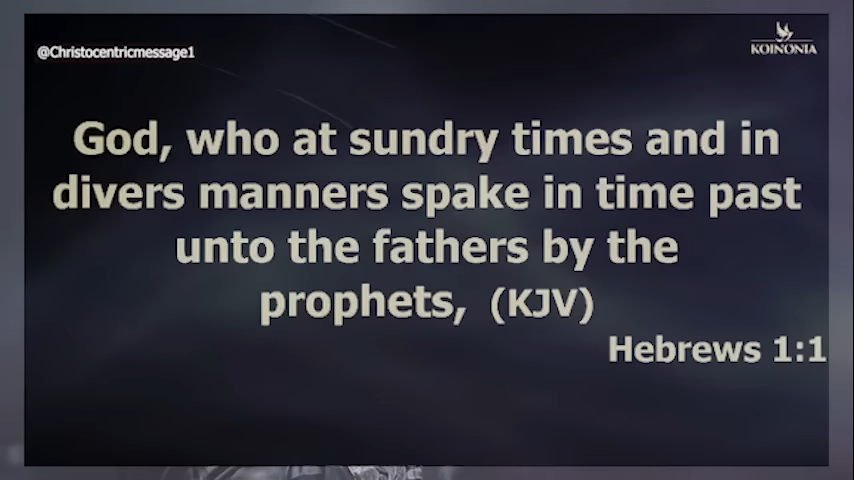 @Christocentricmessage1
KOINONIA
God, who at sundry times and in
divers manners spake in time past
unto the fathers by the
prophets, (KJV)
Hebrews 1:1